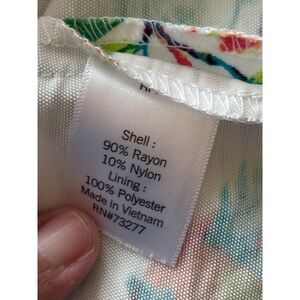 Shell :
90% Rayon
10% Nylon
Lining :
100% Polyester
Made in Vietnam
RN#73277